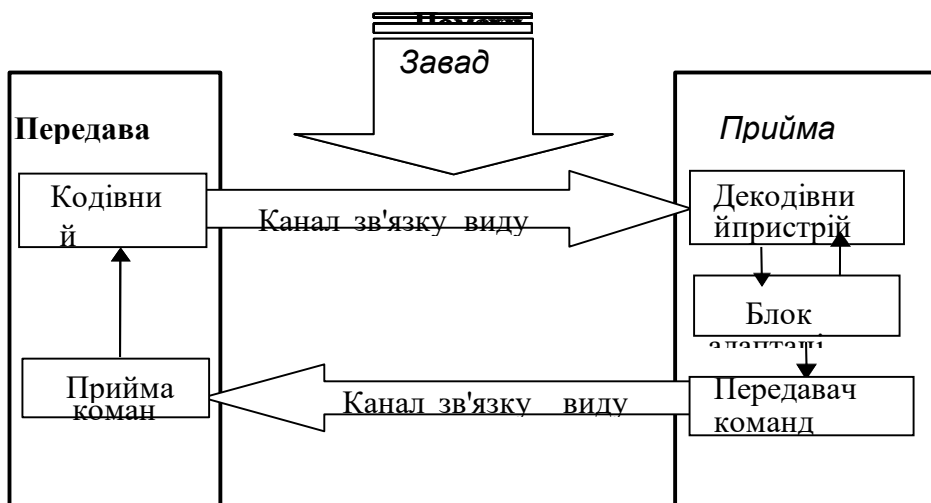 Завад
Передава
Прийма
Кодівни
й
Канал зв'язку виду
Декодівни
йпристрій
Блок
адаптаці
Прийма
коман
Канал зв'язку виду
Передавач
команд